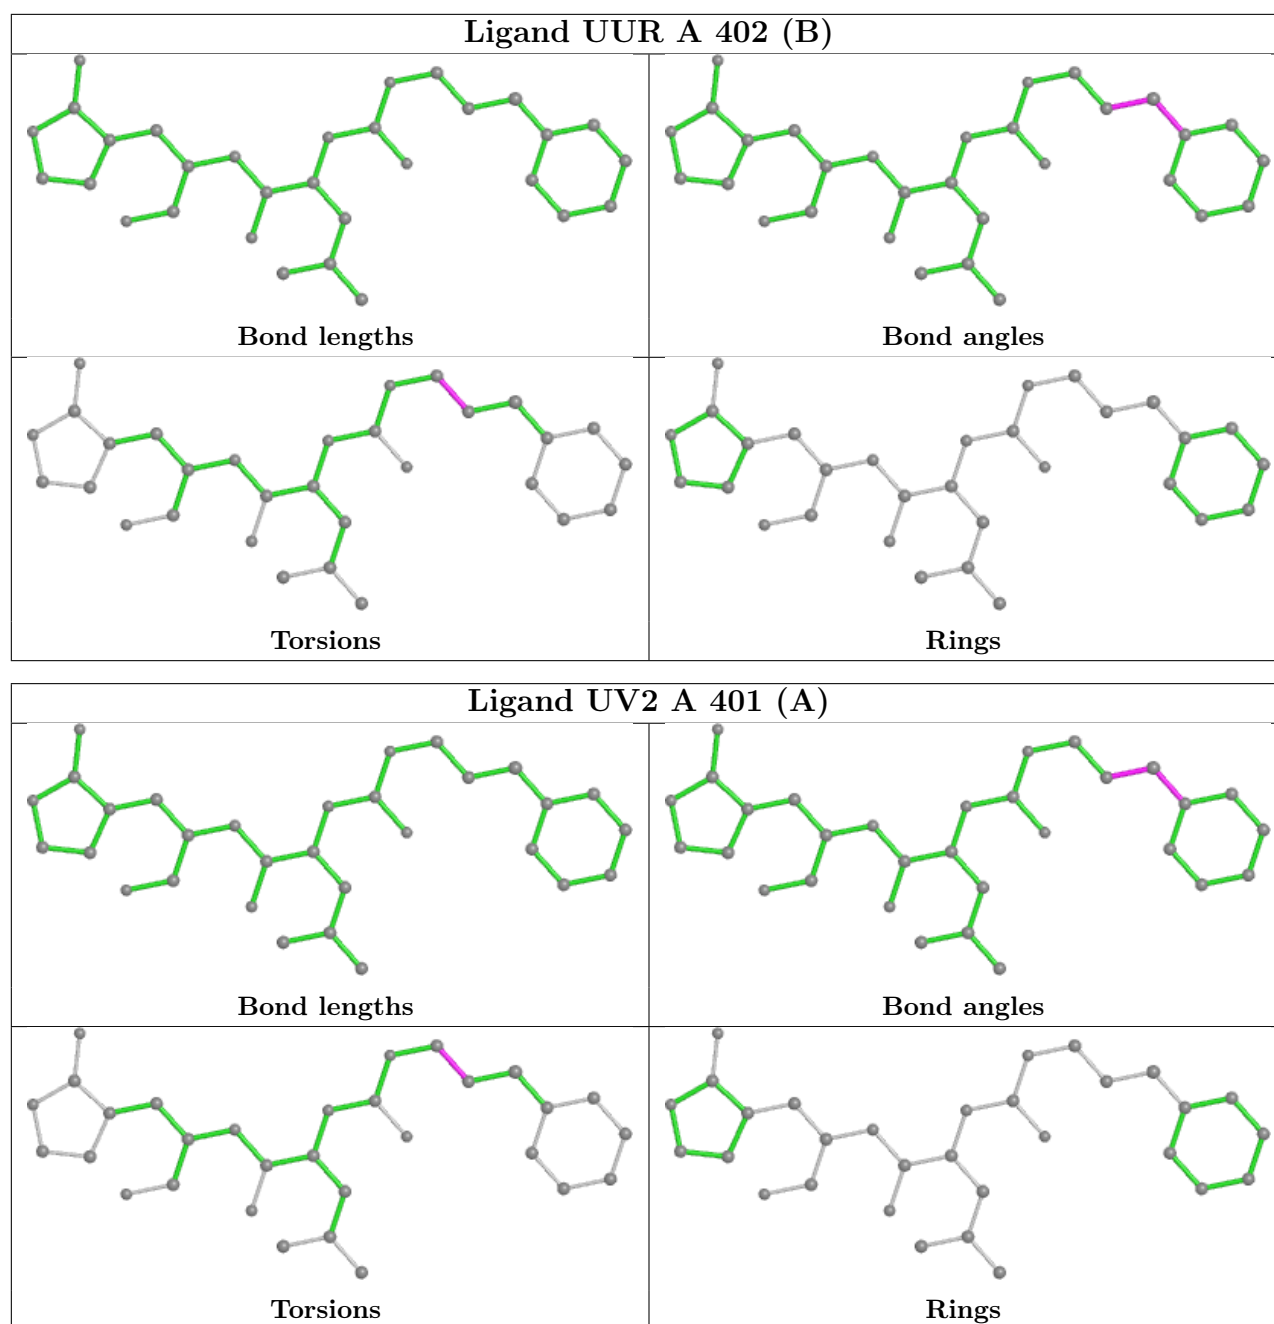 Ligand UUR A 402 (B)
Bond lengths
Bond angles
Torsions
Rings
Ligand UV2 A 401 (A)
Bond lengths
Bond angles
Torsions
Rings